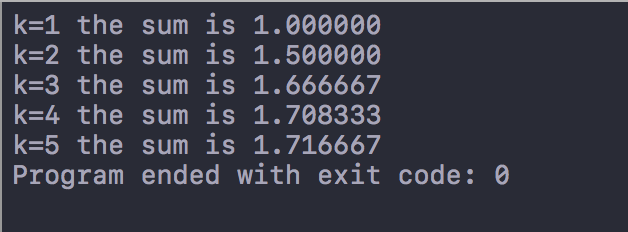 k=1 the sum is 1.000000
k=2 the sum is 1.500000
k=3 the sum is 1.666667
k=4 the sum is 1.708333
k=5 the sum is 1.716667
Program ended with exit code: 0